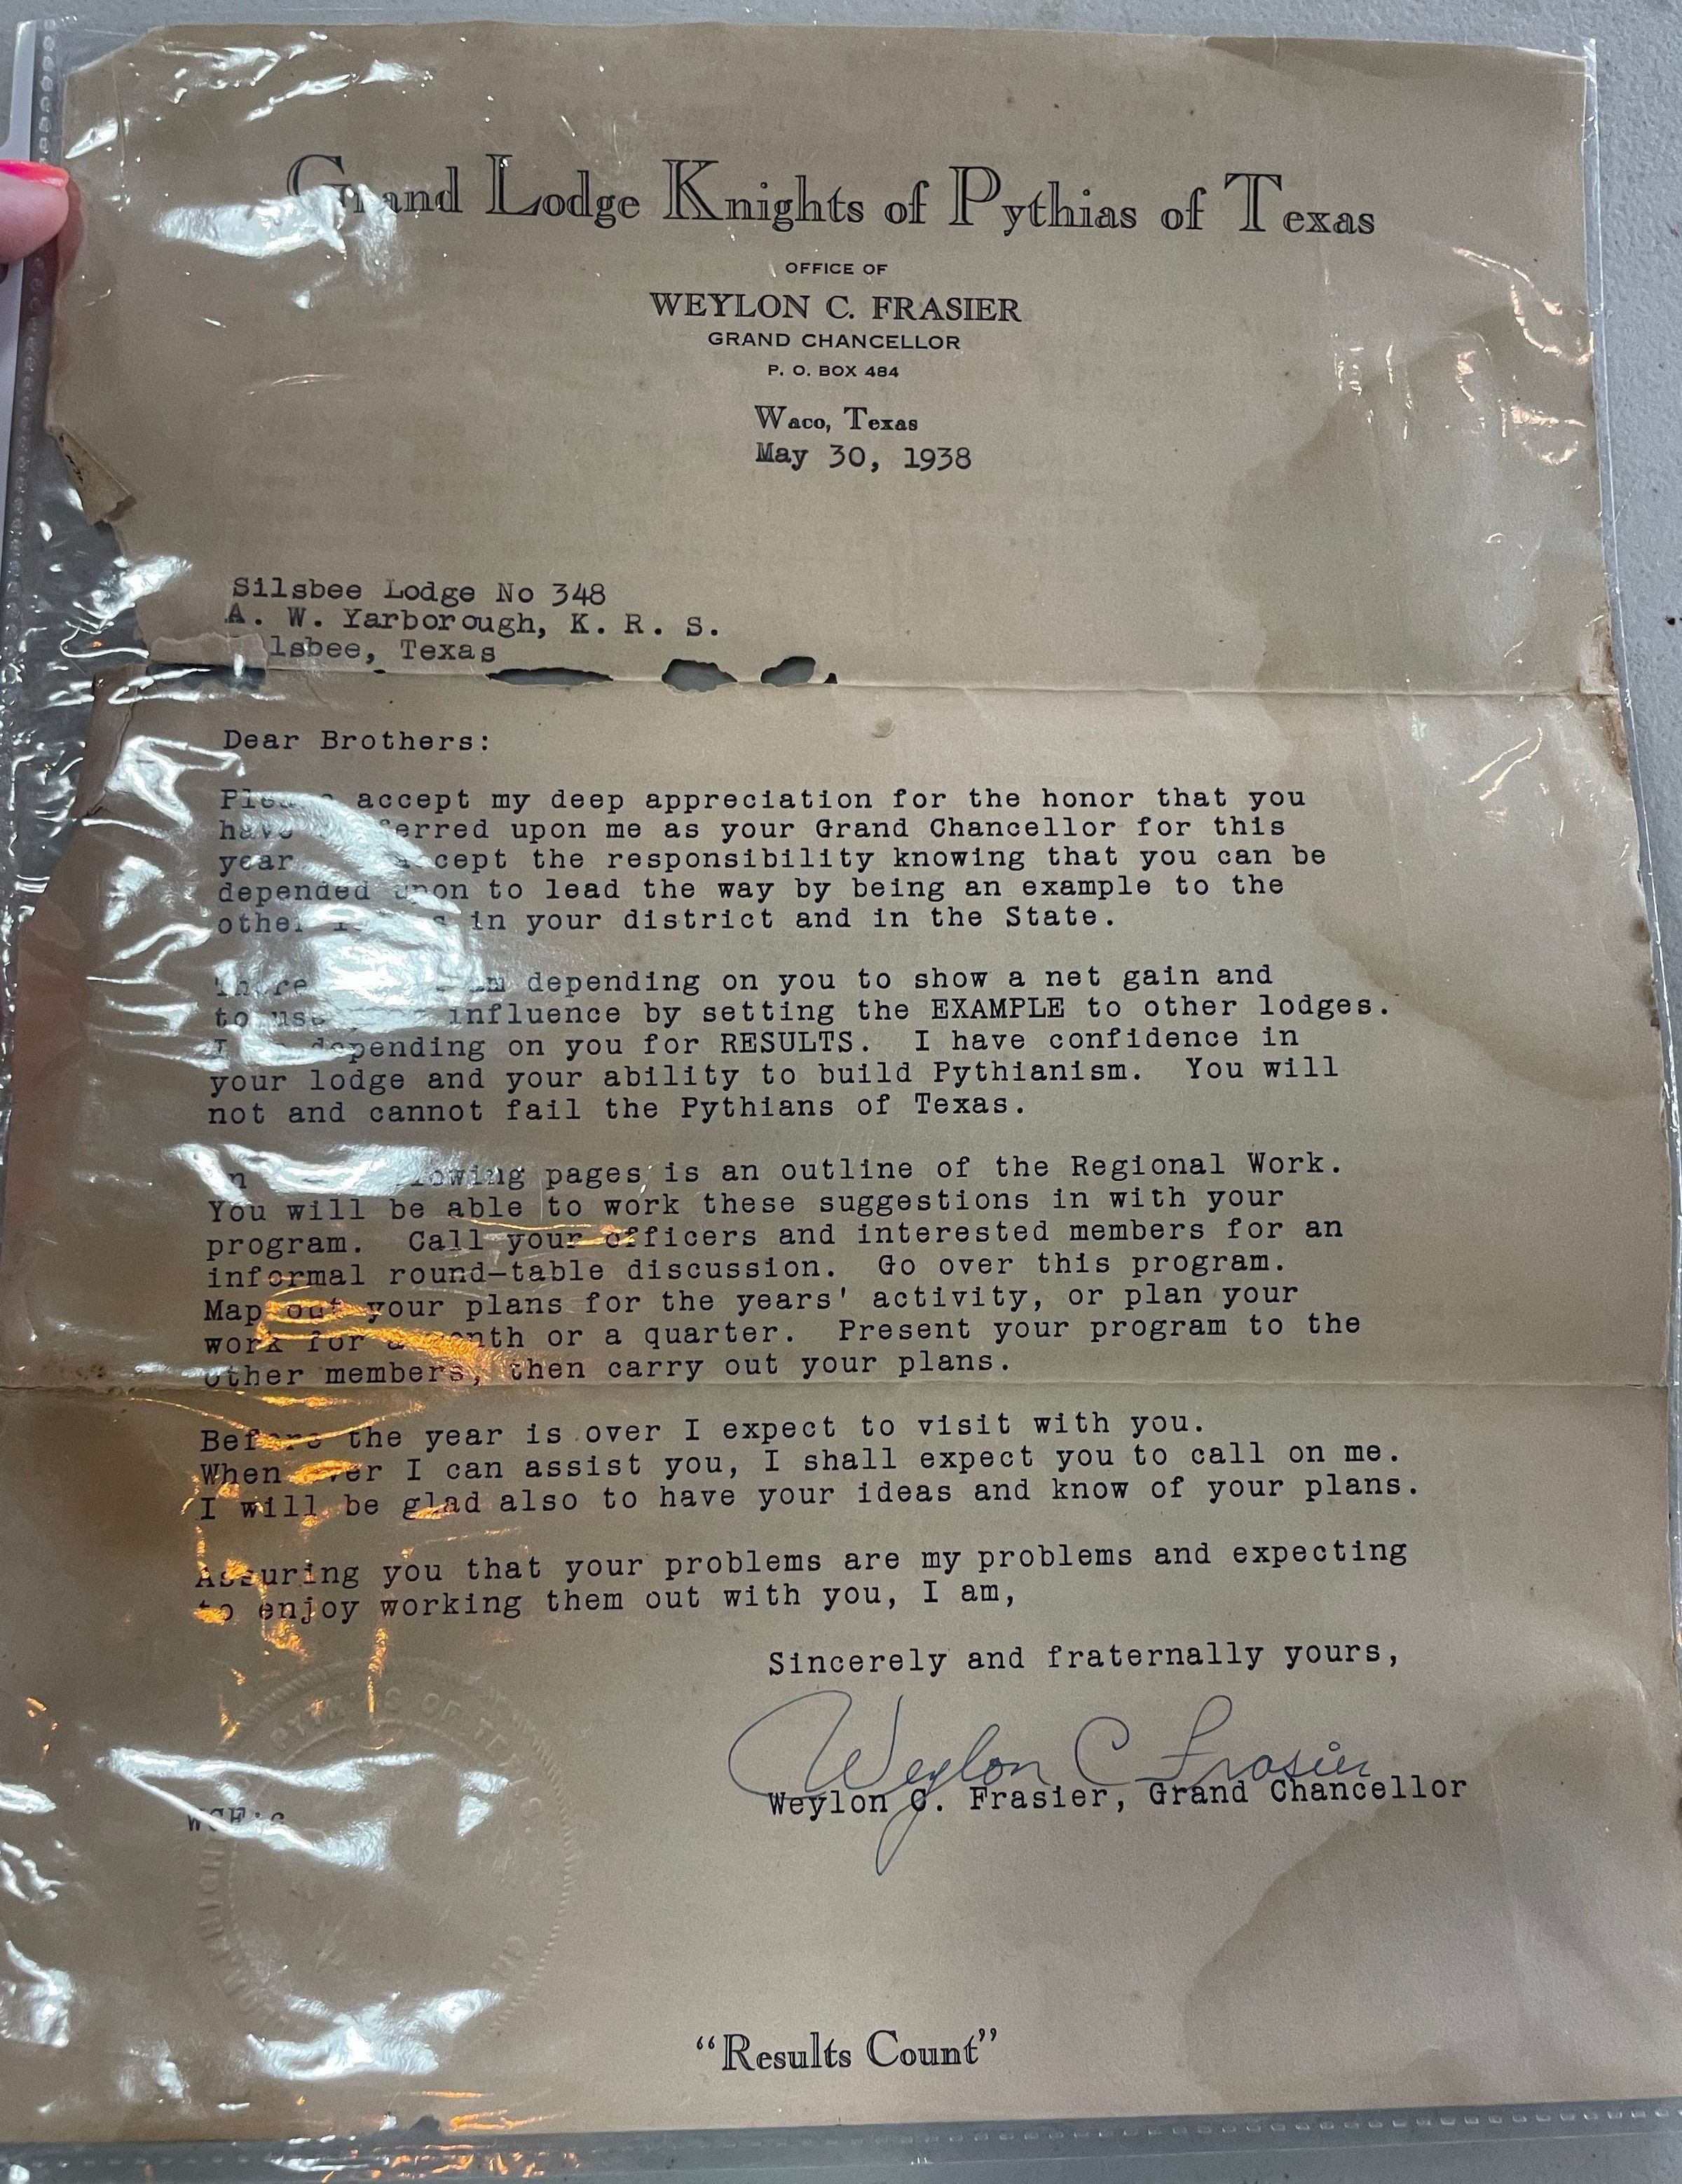 Grand Lodge Knights of Pythias of Texas
OFFICE OF
WEYLON C. FRASIER
GRAND CHANCELLOR
P. O. BOX 484
Waco, Texas
May 30, 1938
Silsbee Lodge No 348
A. W. Yarborough, K. R. S.
lsbee, Texas
Dear Brothers:
Please accept my deep appreciation for the honor that you
have erred upon me as your Grand Chancellor for this
year accept the responsibility knowing that you can be
depended upon to lead the way by being an example to the
other in your district and in the State.
There am depending on you to show a net gain and
to use influence by setting the EXAMPLE to other lodges.
I depending on you for RESULTS. I have confidence in
your lodge and your ability to build Pythianism. You will
not and cannot fail the Pythians of Texas.
lowing pages is an outline of the Regional Work.
You will be able to work these suggestions in with your
program. Call your officers and interested members for an
informal round-table discussion. Go over this program.
Map out your plans for the years' activity, or plan your
work for a month or a quarter. Present your program to the
other members, then carry out your plans.
Before the year is over I expect to visit with you.
When ever I can assist you, I shall expect you to call on me.
I will be glad also to have your ideas and know of your plans.
Assuring you that your problems are my problems and expecting
to enjoy working them out with you, I am,
Sincerely and fraternally yours,
Weylon C Frasier
Weylon C. Frasier, Grand Chancellor
"Results Count"